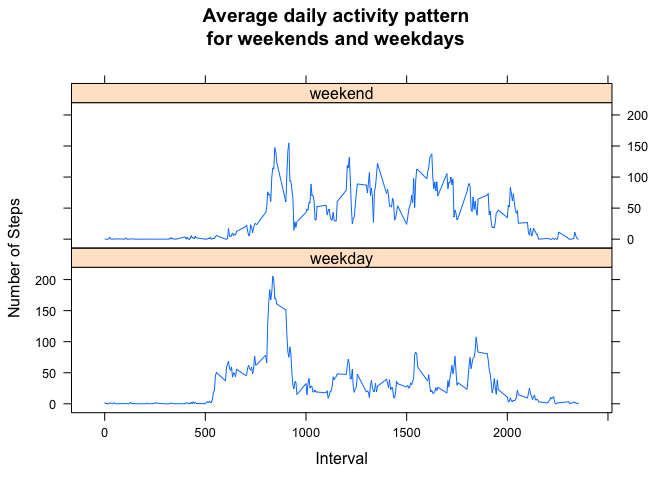 Average daily activity pattern
for weekends and weekdays
weekend
200
150
100
50
0
Number of Steps
weekday
200
150
100
50
0
0 500 1000 1500 2000
Interval